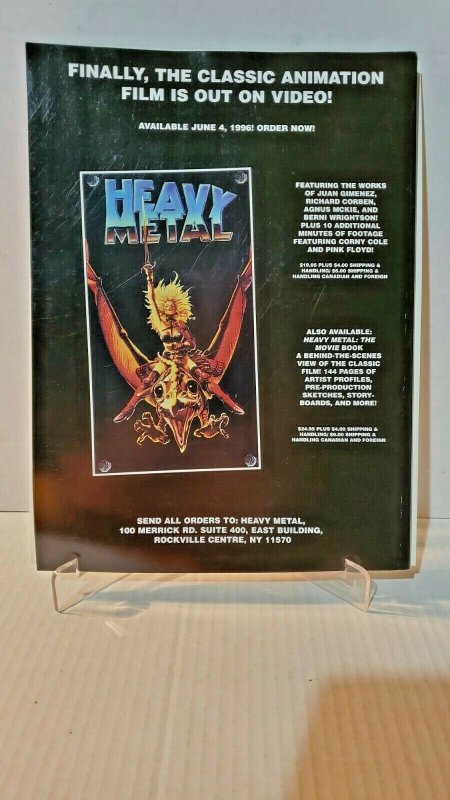 FINALLY, THE CLASSIC ANIMATION
FILM IS OUT ON VIDEO!
AVAILABLE JUNE 4, 1996! ORDER NOW!
HEAVY
METAL
FEATURING THE WORKS
OF JUAN GIMENEZ,
RICHARD CORBEN,
AGNUS MCKIE, AND
BERNI WRIGHTSON!
PLUS 10 ADDITIONAL
MINUTES OF FOOTAGE
FEATURING CORNY COLE
AND PINK FLOYD!
$19.95 PLUS $4.00 SHIPPING &
HANDLING/ $6.00 SHIPPING &
HANDLING CANADIAN AND FOREIGN
ALSO AVAILABLE:
HEAVY METAL: THE
MOVIE BOOK
A BEHIND-THE-SCENES
VIEW OF THE CLASSIC
FILM! 144 PAGES OF
ARTIST PROFILES,
PRE-PRODUCTION
SKETCHES, STORY-
BOARDS, AND MORE!
$24.95 PLUS $4.00 SHIPPING &
HANDLING/ $6.00 SHIPPING &
HANDLING CANADIAN AND FOREIGN
SEND ALL ORDERS TO: HEAVY METAL,
100 MERRICK RD. SUITE 400, EAST BUILDING,
ROCKVILLE CENTRE, NY 11570